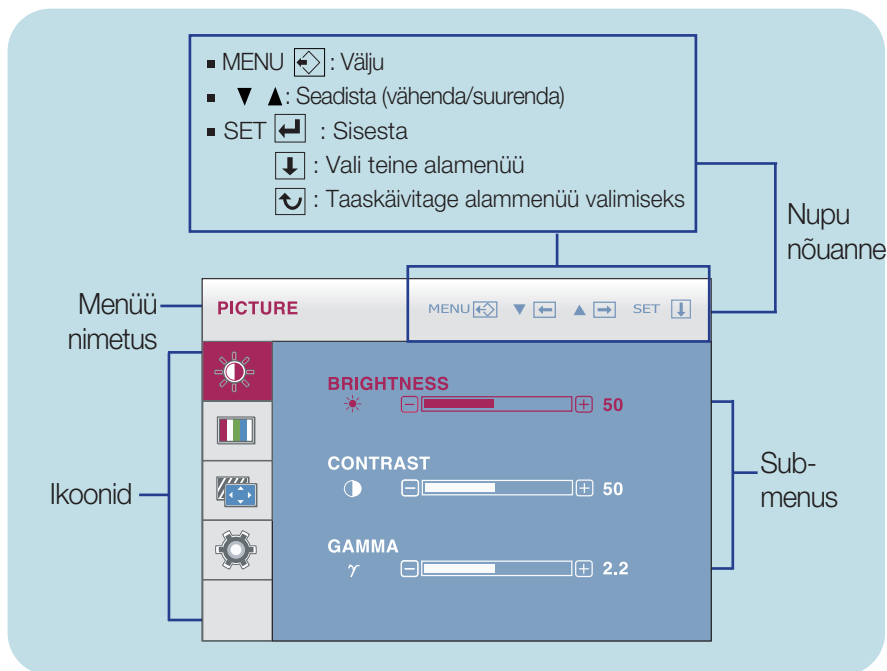 ▪ MENU : Välju
▪ ▼ ▲: Seadista (vähenda/suurenda)
▪ SET : Sisesta
: Vali teine alamenüü
: Taaskäivitage alammenüü valimiseks
Nupu
nõuanne
Menüü
nimetus
PICTURE
MENU ▼ ▲ SET
BRIGHTNESS
50
CONTRAST
50
GAMMA
γ 2.2
Ikoonid
Sub-
menus